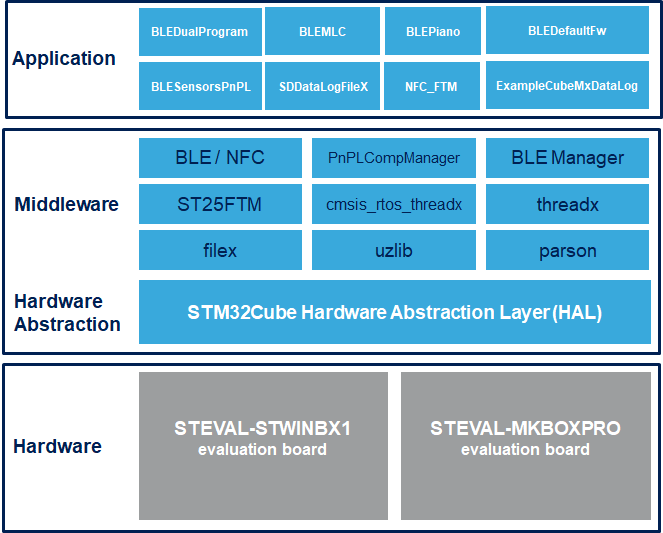 Application
BLEDualProgram
BLEMLC
BLEPiano
BLEDefaultFw
BLESensorsPnPL
SDDataLogFileX
NFC_FTM
ExampleCubeMxDataLog
Middleware
BLE / NFC
PnPLCompManager
BLE Manager
ST25FTM
cmsis_rtos_threadx
threadx
filex
uzlib
parson
Hardware
Abstraction
STM32Cube Hardware Abstraction Layer (HAL)
Hardware
STEVAL-STWINBX1
evaluation board
STEVAL-MKBOXPRO
evaluation board